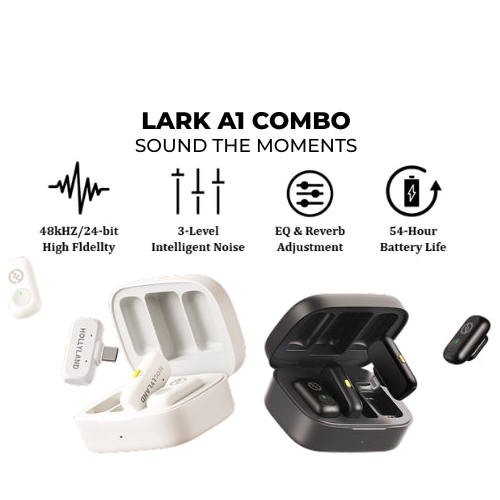 LARK A1 COMBO
SOUND THE MOMENTS
48kHZ/24-bit
High Fldellty
3-Level
Intelligent Noise
EQ & Reverb
Adjustment
54-Hour
Battery Life
HOLLYLAND
HOLLYLAND